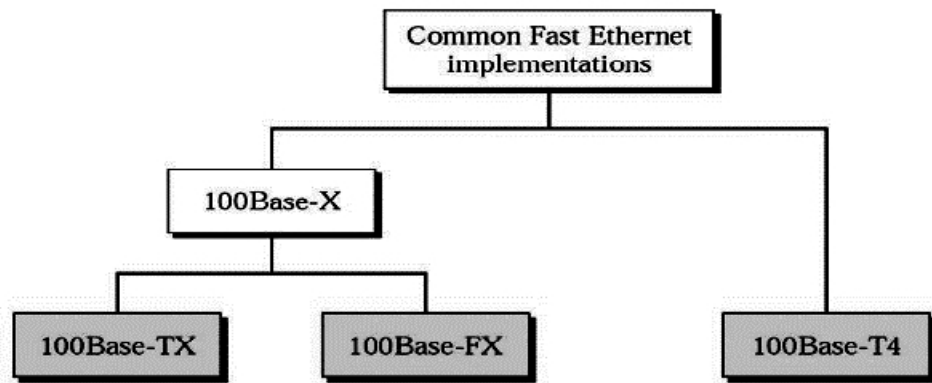 Common Fast Ethernet
implementations
100Base-X
100Base-TX
100Base-FX
100Base-T4